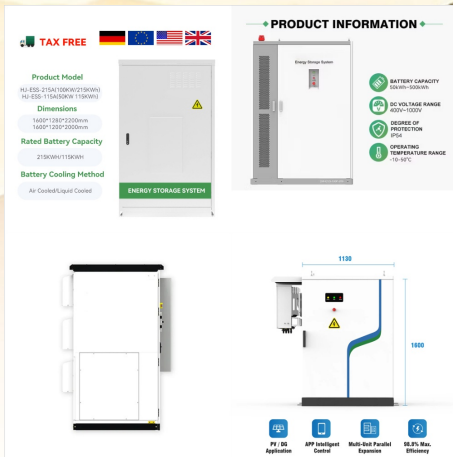 TAX FREE
Product Model
HJ-ESS-215A(100KW/215KWh)
HJ-ESS-115A(50KW 115KWh)
Dimensions
1600*1280*2200mm
1600*1200*2000mm
Rated Battery Capacity
215KWH/115KWH
Battery Cooling Method
Air Cooled/Liquid Cooled
ENERGY STORAGE SYSTEM
PRODUCT INFORMATION
Energy Storage System
BATTERY CAPACITY
50kWh~500kWh
DC VOLTAGE RANGE
400V~1000V
DEGREE OF
PROTECTION
IP54
OPERATING
TEMPERATURE RANGE
-10~50°C
1130
1600
PV / DG
Application
APP Intelligent
Control
Multi-Unit Parallel
Expansion
98.8% Max.
Efficiency